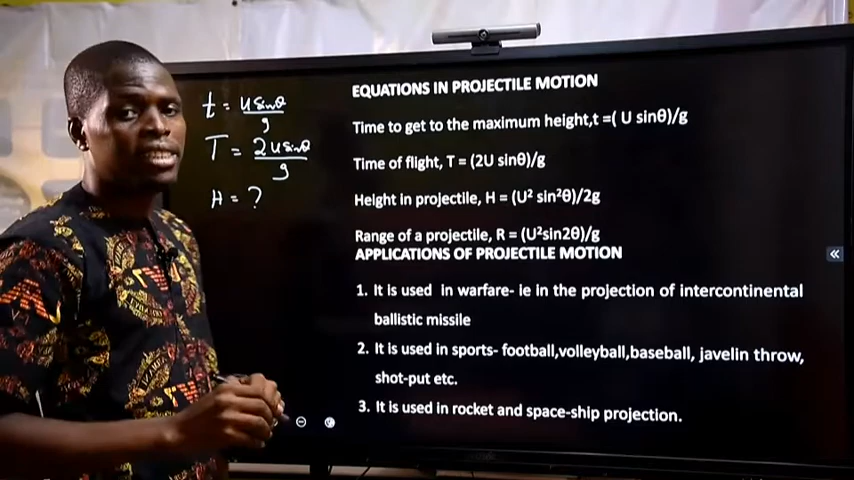 t = u sinθ
g
T = 2u sinθ
g
H = ?
EQUATIONS IN PROJECTILE MOTION
Time to get to the maximum height,t =( U sinθ)/g
Time of flight, T = (2U sinθ)/g
Height in projectile, H = (U² sin²θ)/2g
Range of a projectile, R = (U²sin2θ)/g
APPLICATIONS OF PROJECTILE MOTION
1. It is used in warfare- ie in the projection of intercontinental
ballistic missile
2. It is used in sports- football,volleyball,baseball, javelin throw,
shot-put etc.
3. It is used in rocket and space-ship projection.